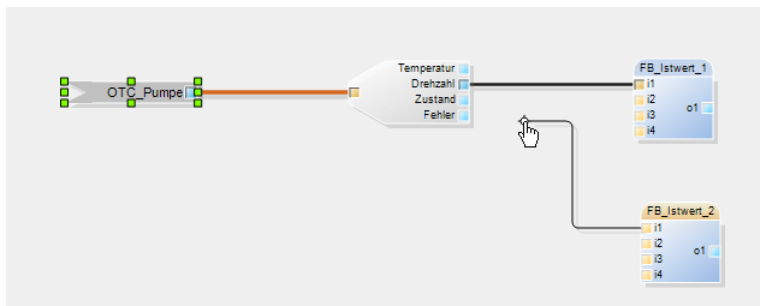 OTC_Pumpe
Temperatur
Drehzahl
Zustand
Fehler
FB_Istwert_1
i1
i2
i3
i4
o1
FB_Istwert_2
i1
i2
i3
i4
o1